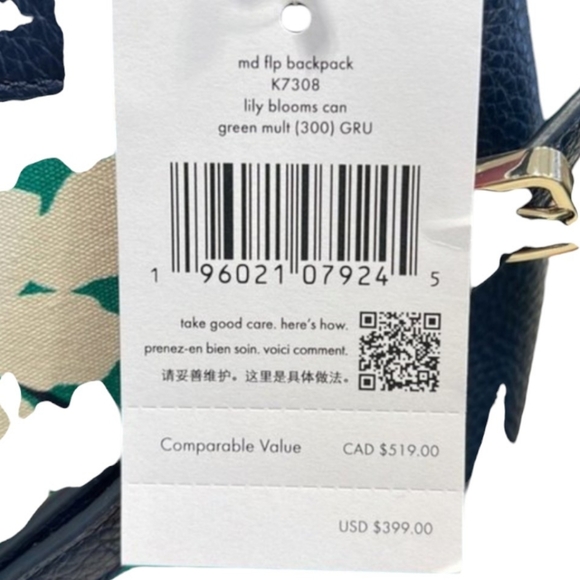 md flp backpack
K7308
lily blooms can
green mult (300) GRU
1 96021 07924 5
take good care. here's how.
prenez-en bien soin. voici comment.
请妥善维护。这里是具体做法。
Comparable Value CAD $519.00
USD $399.00